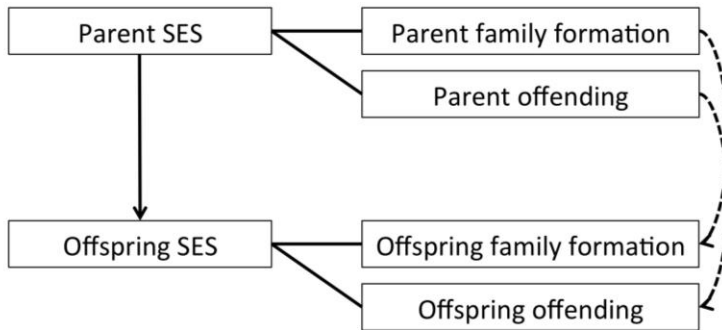 Parent SES
Parent family formation
Parent offending
Offspring SES
Offspring family formation
Offspring offending